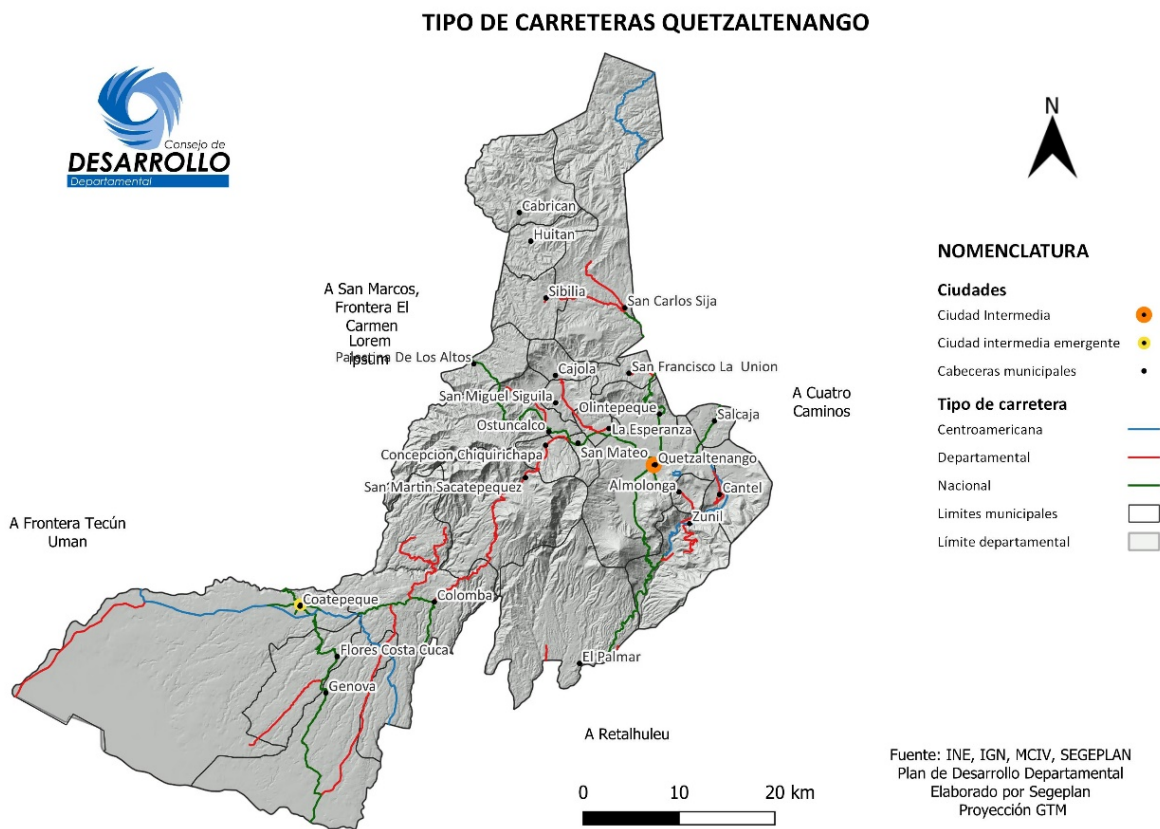 TIPO DE CARRETERAS QUETZALTENANGO
Consejo de
DESARROLLO
Departamental
N
Cabrican
Huitan
A San Marcos,
Frontera El
Carmen
Lorem
Ipsum
Sibilia
San Carlos Sija
Palestina De Los Altos
Cajola
San Francisco La Union
San Miguel Siguila
Olintepeque
A Cuatro
Caminos
Salcaja
Ostuncalco
La Esperanza
Concepcion Chiquirichapa
San Mateo
Quetzaltenango
San Martin Sacatepequez
Almolonga
Cantel
Zunil
A Frontera Tecún
Uman
Coatepeque
Colomba
Flores Costa Cuca
El Palmar
Genova
A Retalhuleu
NOMENCLATURA
Ciudades
Ciudad Intermedia
Ciudad intermedia emergente
Cabeceras municipales
Tipo de carretera
Centroamericana
Departamental
Nacional
Limites municipales
Límite departamental
0 10 20 km
Fuente: INE, IGN, MCIV, SEGEPLAN
Plan de Desarrollo Departamental
Elaborado por Segeplan
Proyección GTM